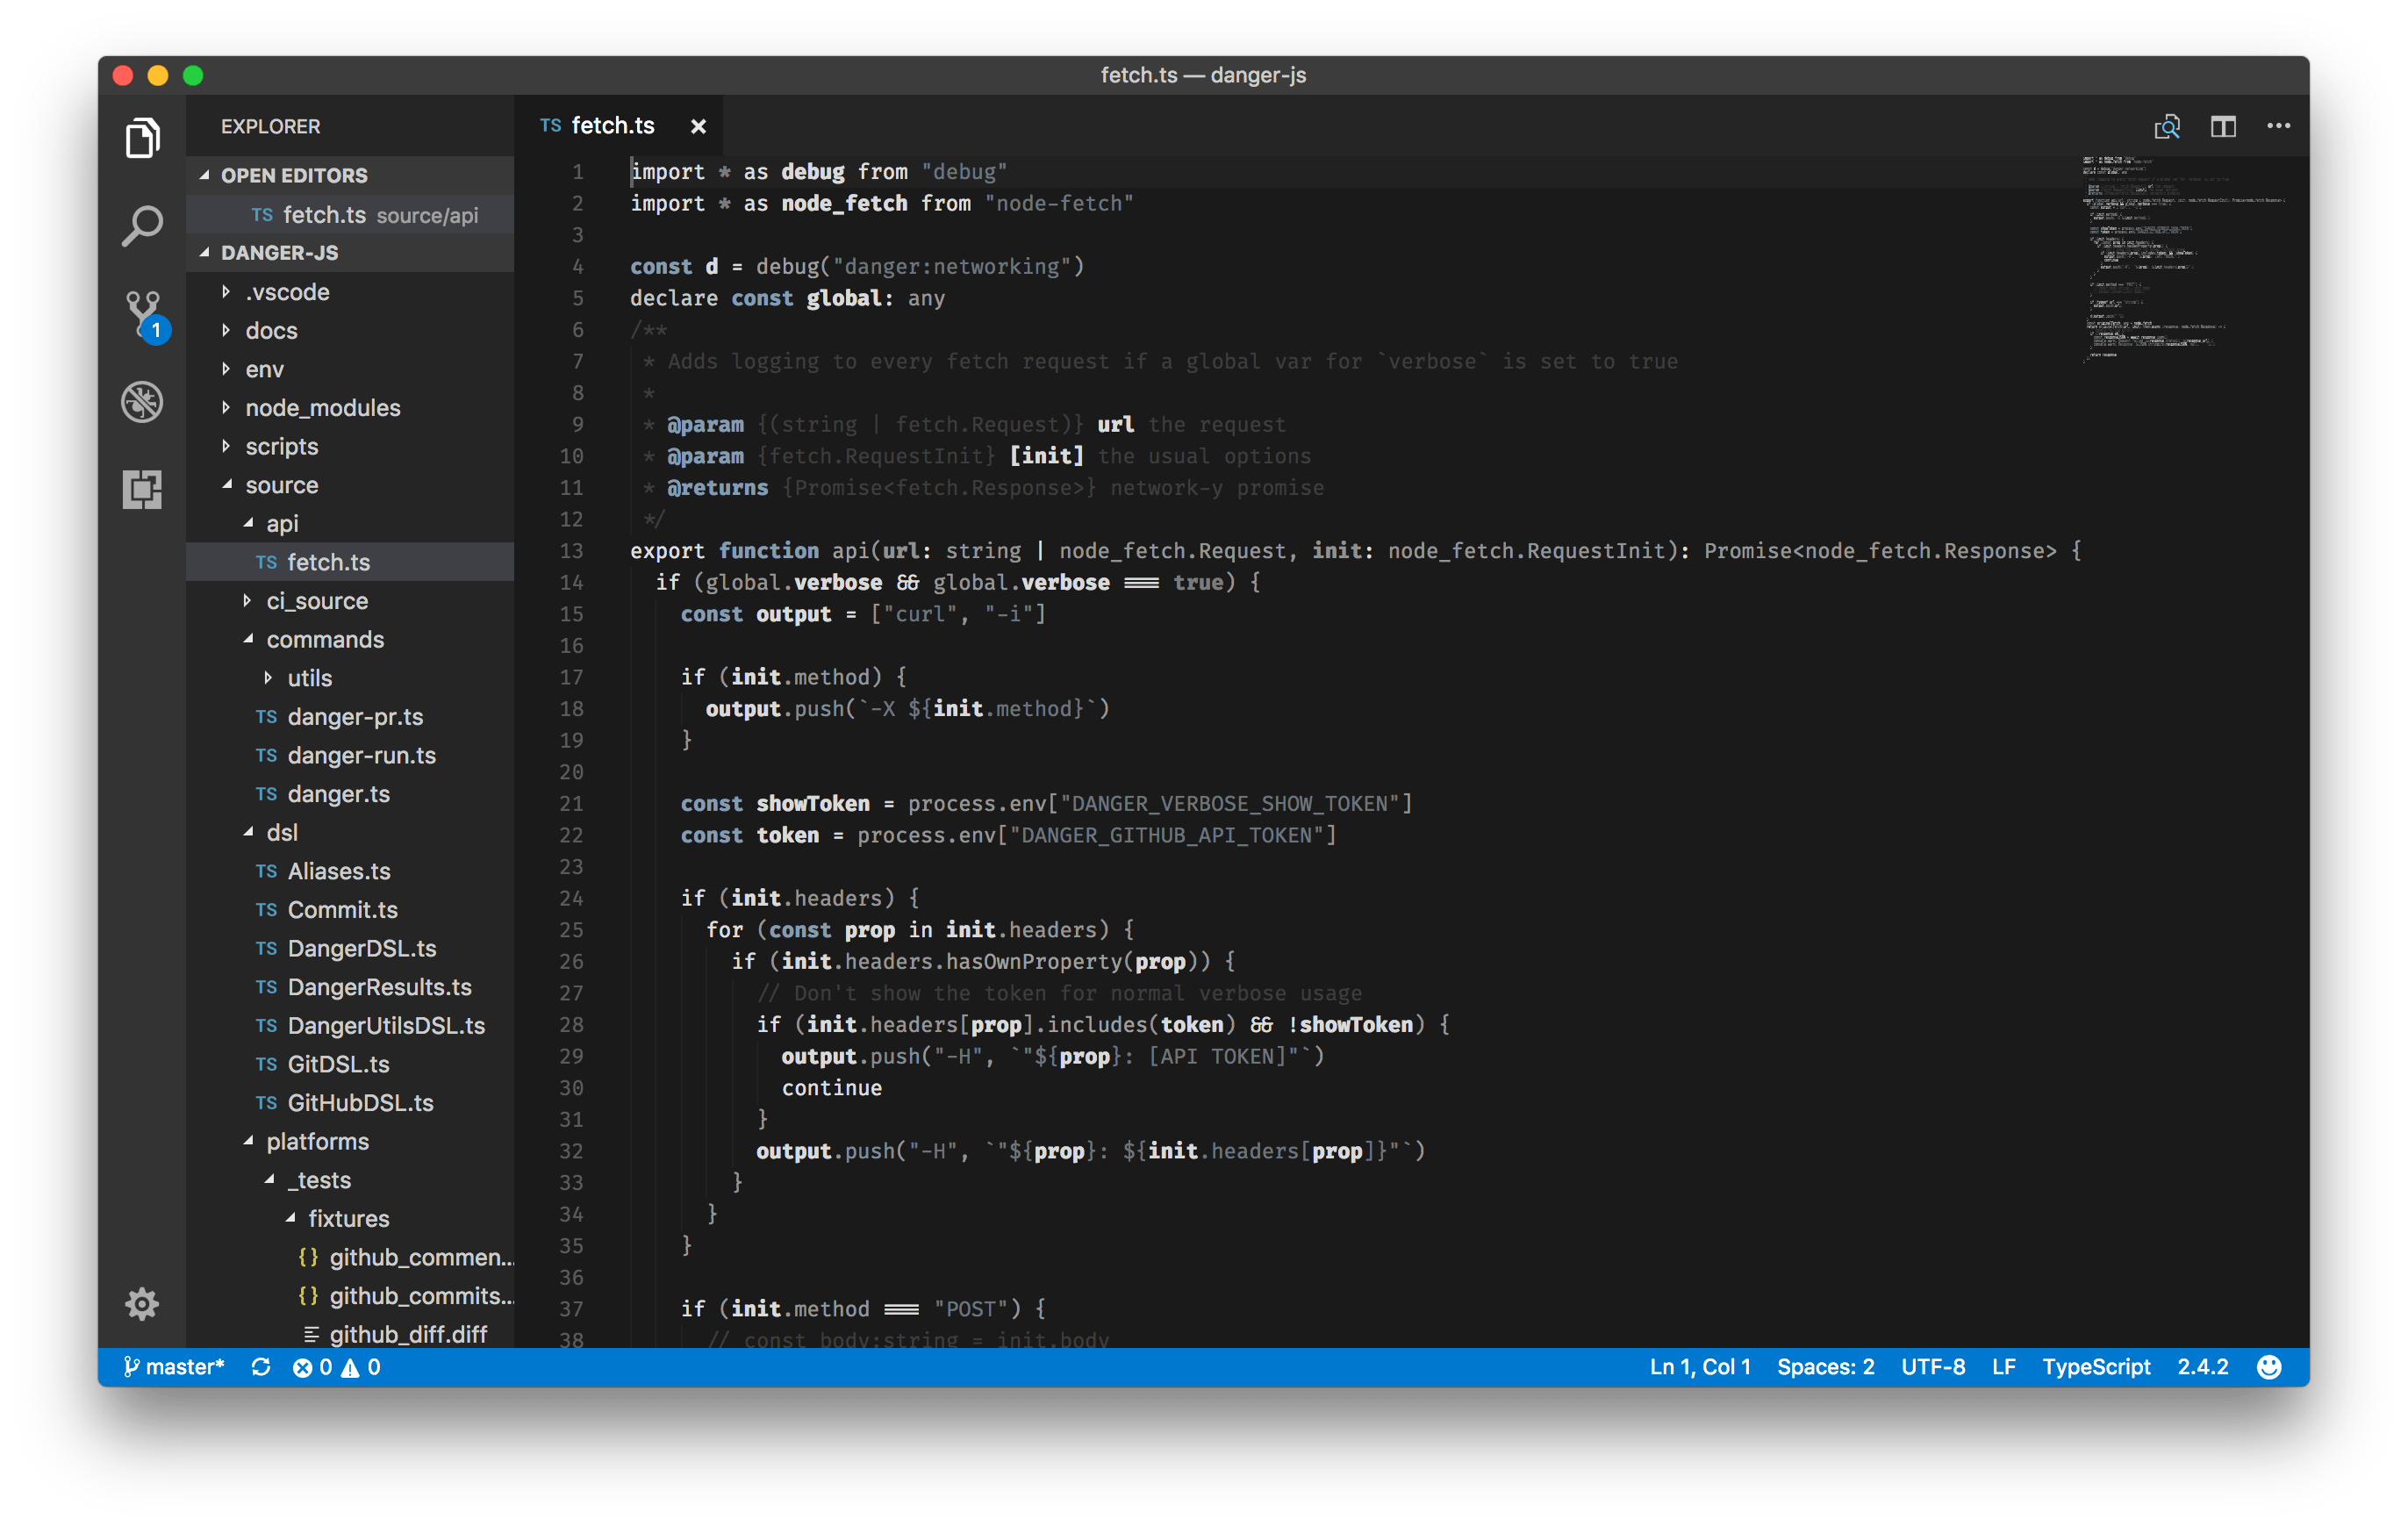 fetch.ts — danger-js
EXPLORER
OPEN EDITORS
TS fetch.ts source/api
DANGER-JS
.vscode
docs
env
node_modules
scripts
source
api
TS fetch.ts
ci_source
commands
utils
TS danger-pr.ts
TS danger-run.ts
TS danger.ts
dsl
TS Aliases.ts
TS Commit.ts
TS DangerDSL.ts
TS DangerResults.ts
TS DangerUtilsDSL.ts
TS GitDSL.ts
TS GitHubDSL.ts
platforms
_tests
fixtures
{} github_commen...
{} github_commits...
github_diff.diff
1
TS fetch.ts ×
1 import * as debug from "debug"
2 import * as node_fetch from "node-fetch"
3
4 const d = debug("danger:networking")
5 declare const global: any
6 /**
7 * Adds logging to every fetch request if a global var for `verbose` is set to true
8 *
9 * @param {(string | fetch.Request)} url the request
10 * @param {fetch.RequestInit} [init] the usual options
11 * @returns {Promise<fetch.Response>} network-y promise
12 */
13 export function api(url: string | node_fetch.Request, init: node_fetch.RequestInit): Promise<node_fetch.Response> {
14 if (global.verbose && global.verbose === true) {
15 const output = ["curl", "-i"]
16
17 if (init.method) {
18 output.push(`-X ${init.method}`)
19 }
20
21 const showToken = process.env["DANGER_VERBOSE_SHOW_TOKEN"]
22 const token = process.env["DANGER_GITHUB_API_TOKEN"]
23
24 if (init.headers) {
25 for (const prop in init.headers) {
26 if (init.headers.hasOwnProperty(prop)) {
27 // Don't show the token for normal verbose usage
28 if (init.headers[prop].includes(token) && !showToken) {
29 output.push("-H", `"${prop}: [API TOKEN]"`)
30 continue
31 }
32 output.push("-H", `"${prop}: ${init.headers[prop]}"`)
33 }
34 }
35 }
36
37 if (init.method === "POST") {
38 // const body:string = init.body
master* 0 0
Ln 1, Col 1 Spaces: 2 UTF-8 LF TypeScript 2.4.2